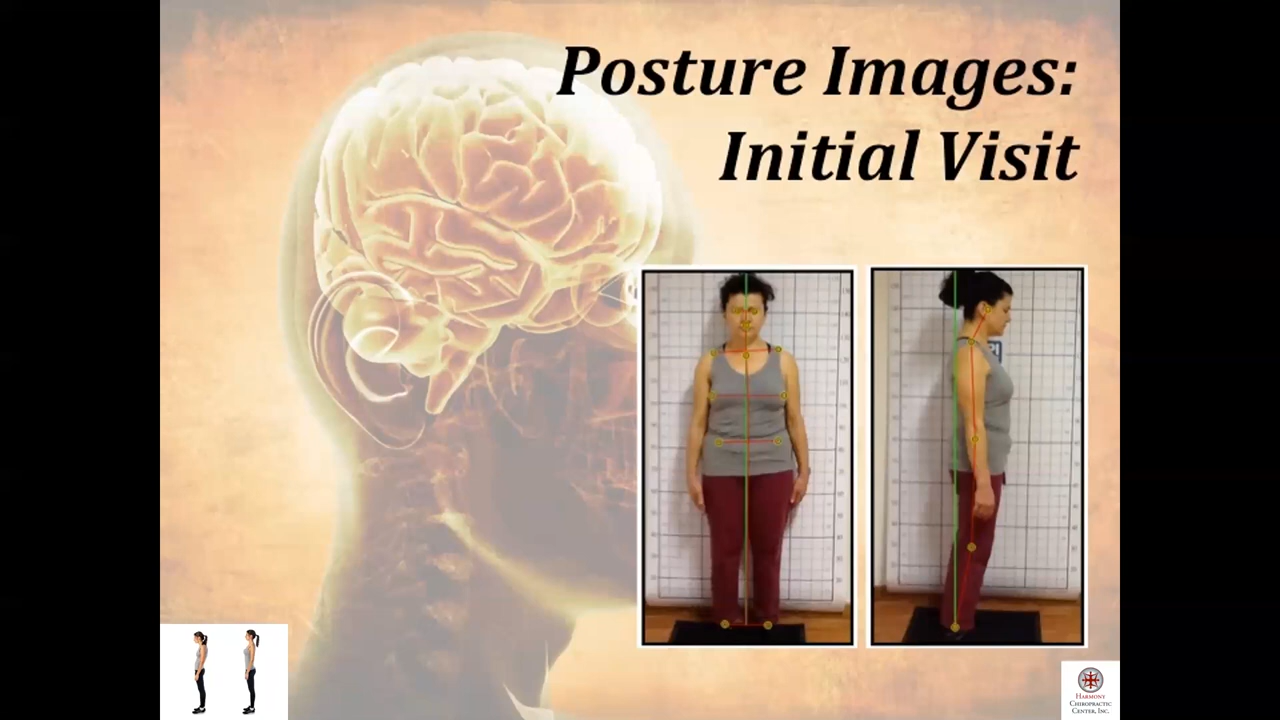 Posture Images:
Initial Visit
HARMONY
CHIROPRACTIC
CENTER, INC.